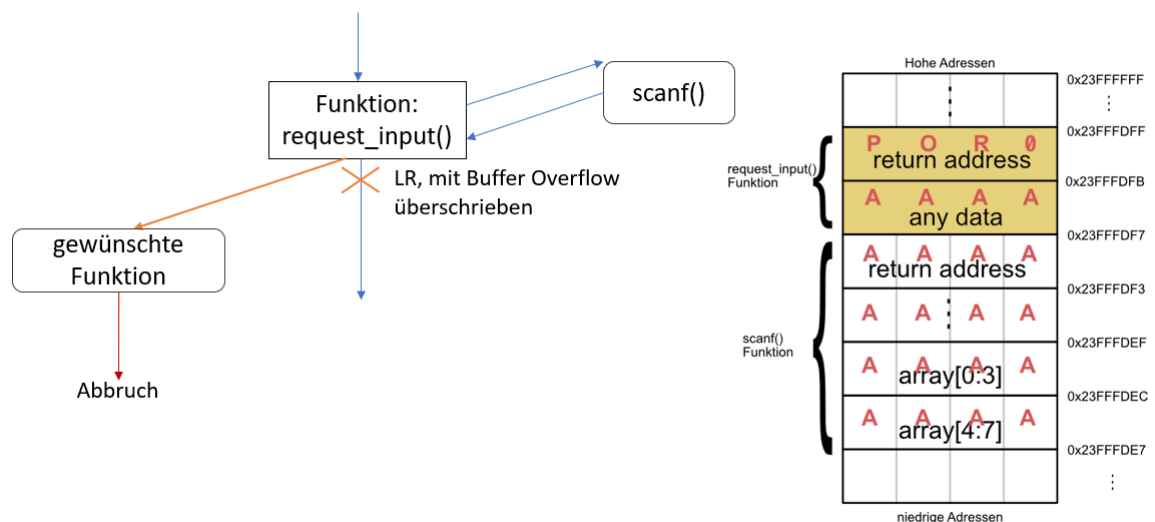 Funktion:
request_input()
scanf()
LR, mit Buffer Overflow
überschrieben
gewünschte
Funktion
Abbruch
Hohe Adressen
0x23FFFFFF
0x23FFFDFF
P O R 0
return address
request_input()
Funktion
0x23FFFDFB
A A A A
any data
0x23FFFDF7
A A A A
return address
0x23FFFDF3
A A A A
scanf()
Funktion
0x23FFFDEF
A A A A
array[0:3]
0x23FFFDEC
A A A A
array[4:7]
0x23FFFDE7
niedrige Adressen